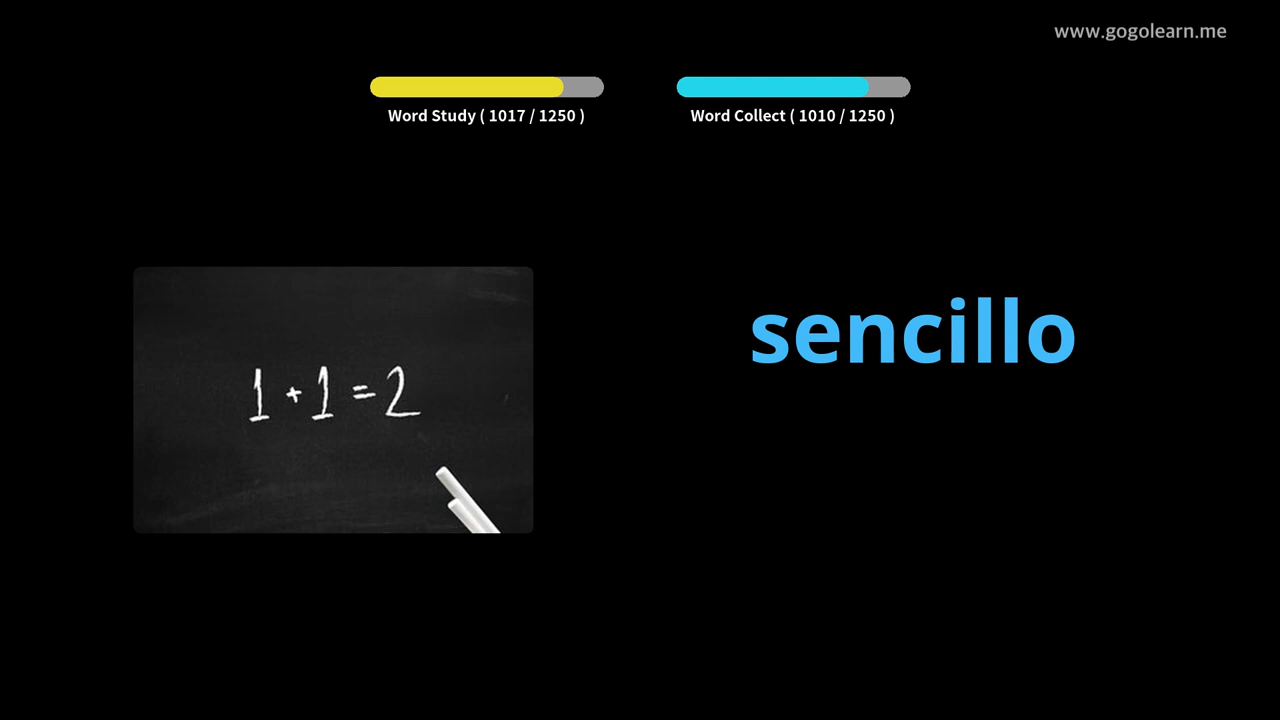 www.gogolearn.me
Word Study ( 1017 / 1250 )
Word Collect ( 1010 / 1250 )
1 + 1 = 2
sencillo